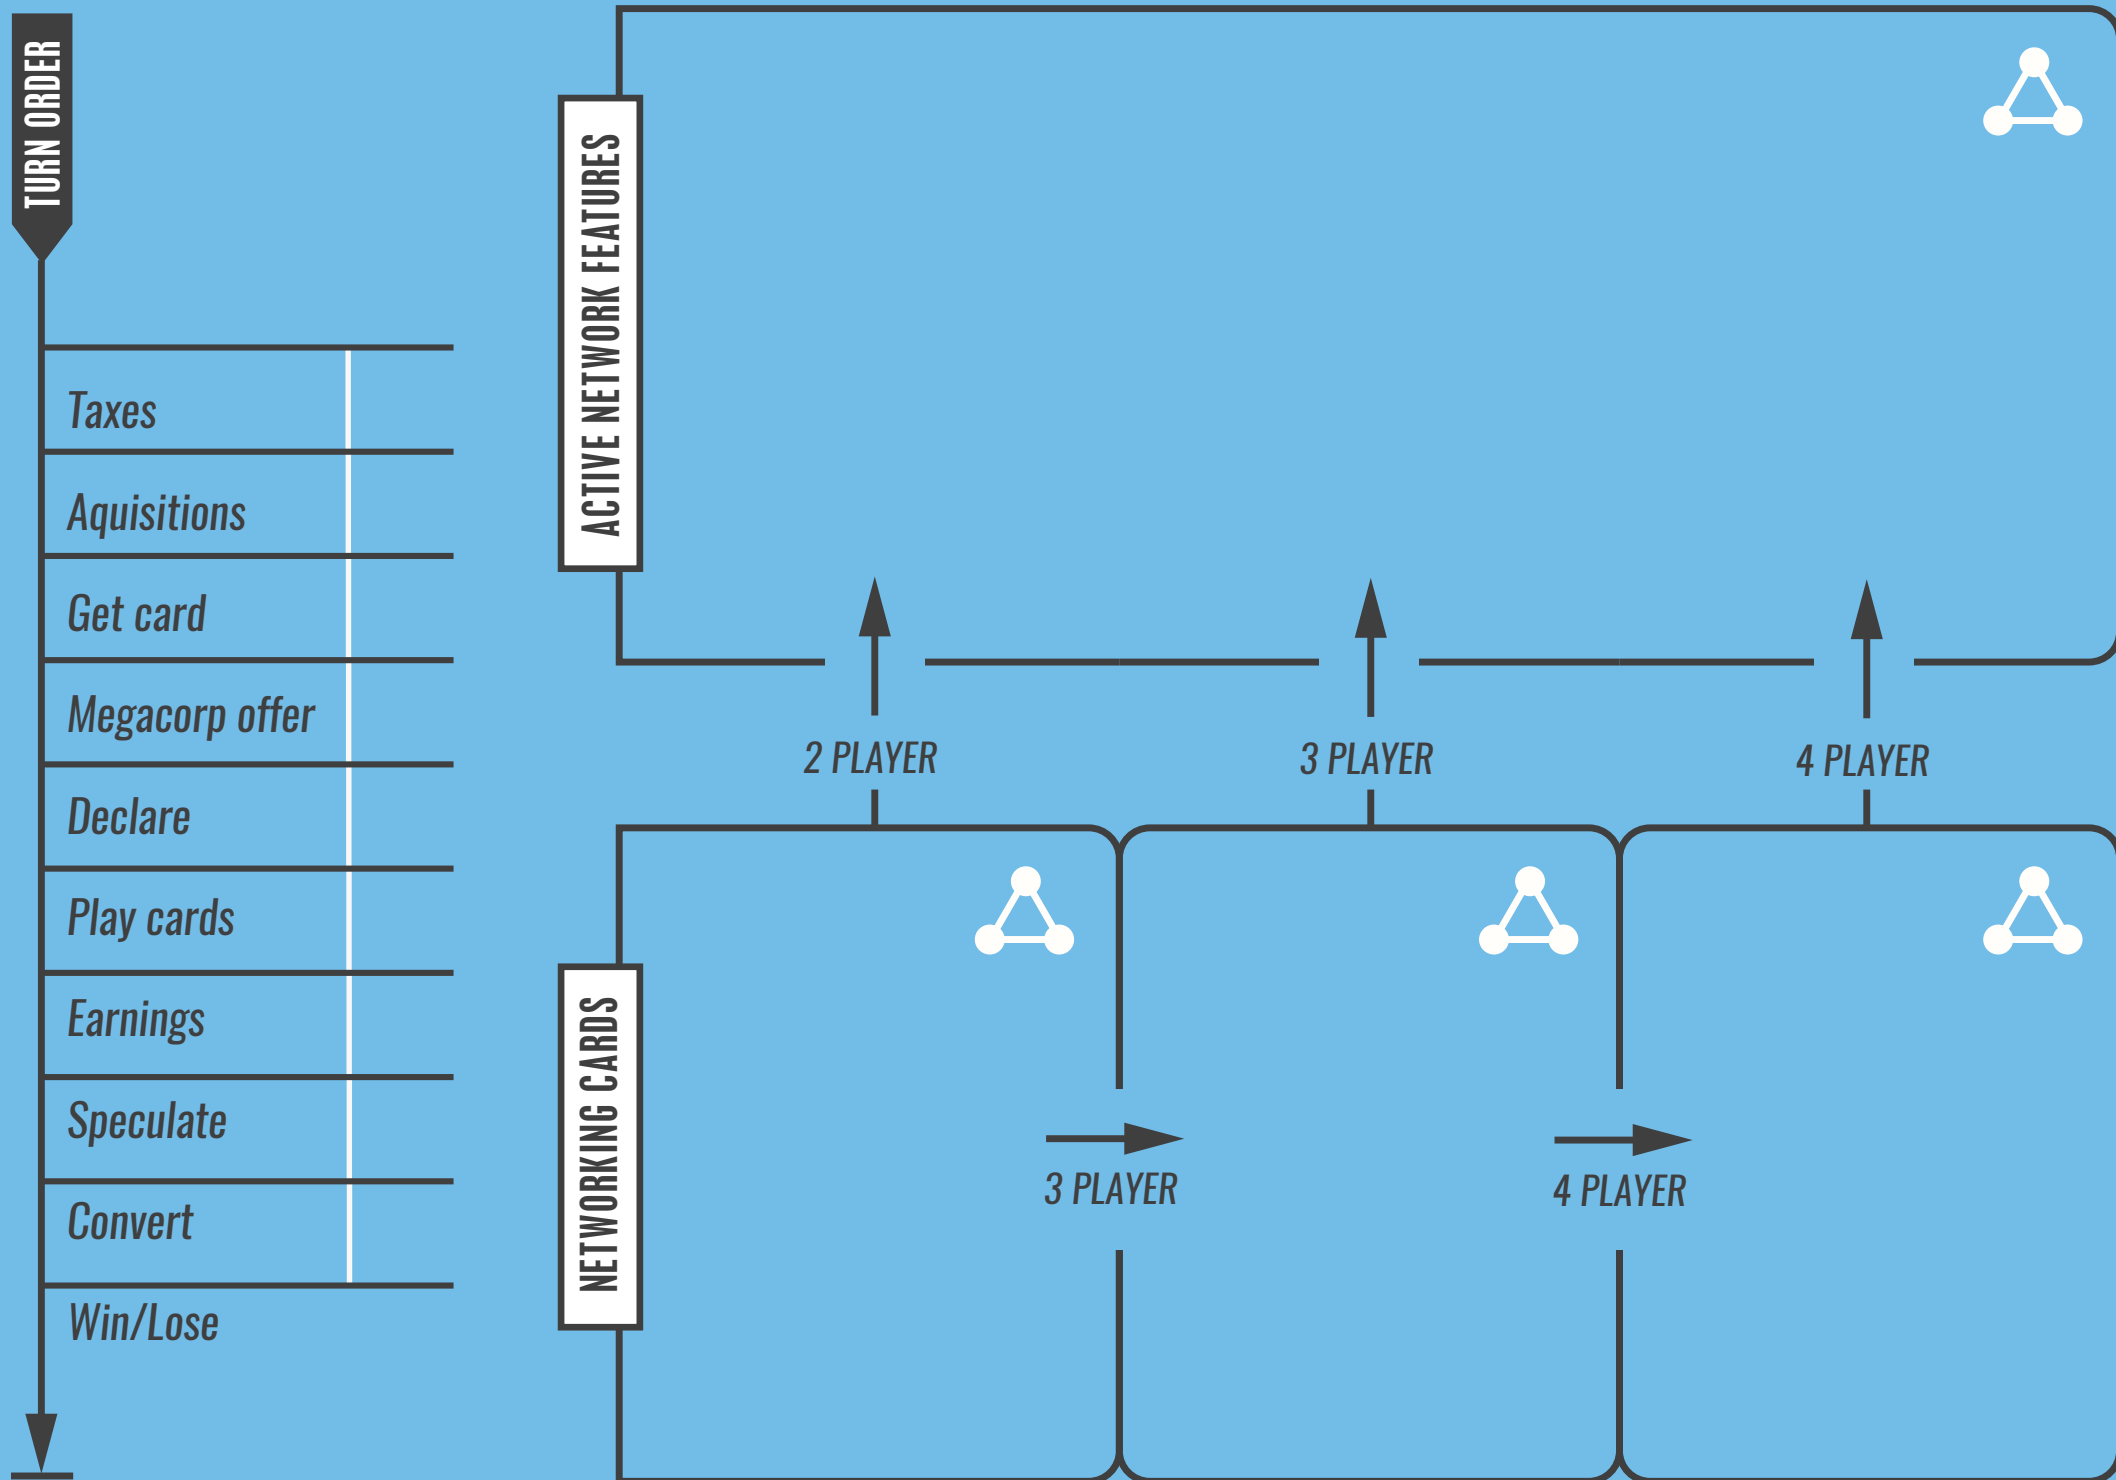 TURN ORDER
Taxes
Aquisitions
Get card
Megacorp offer
Declare
Play cards
Earnings
Speculate
Convert
Win/Lose
ACTIVE NETWORK FEATURES
2 PLAYER
3 PLAYER
4 PLAYER
NETWORKING CARDS
3 PLAYER
4 PLAYER